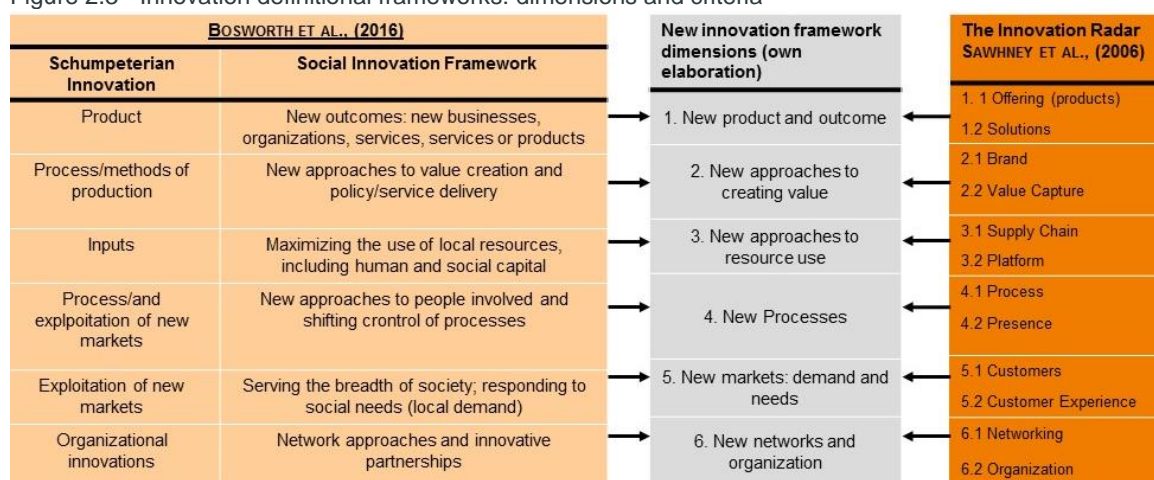 Figure 2.3 - Innovation definitional frameworks: dimensions and criteria
BOSWORTH ET AL., (2016)
Schumpeterian
Innovation
Social Innovation Framework
New innovation framework
dimensions (own
elaboration)
The Innovation Radar
SAWHNEY ET AL., (2006)
Product
New outcomes: new businesses,
organizations, services, services or products
1. New product and outcome
1. 1 Offering (products)
1.2 Solutions
Process/methods of
production
New approaches to value creation and
policy/service delivery
2. New approaches to
creating value
2.1 Brand
2.2 Value Capture
Inputs
Maximizing the use of local resources,
including human and social capital
3. New approaches to
resource use
3.1 Supply Chain
3.2 Platform
Process/and
explpoitation of new
markets
New approaches to people involved and
shifting crontrol of processes
4. New Processes
4.1 Process
4.2 Presence
Exploitation of new
markets
Serving the breadth of society; responding to
social needs (local demand)
5. New markets: demand and
needs
5.1 Customers
5.2 Customer Experience
Organizational
innovations
Network approaches and innovative
partnerships
6. New networks and
organization
6.1 Networking
6.2 Organization